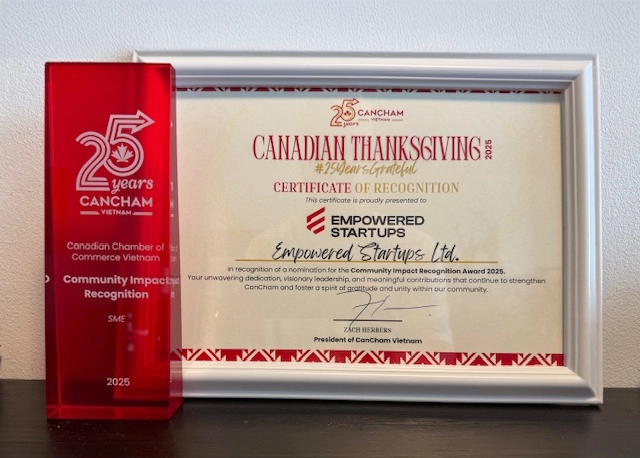 25
years
CANCHAM
VIETNAM
Canadian Chamber of
Commerce Vietnam
Community Impact
Recognition
SME
2025
25
years
CANCHAM
VIETNAM
CANADIAN THANKSGIVING 2025
#25YearsGrateful
CERTIFICATE OF RECOGNITION
This certificate is proudly presented to
EMPOWERED
STARTUPS
Empowered Startups Ltd.
In recognition of a nomination for the Community Impact Recognition Award 2025.
Your unwavering dedication, visionary leadership, and meaningful contributions that continue to strengthen
CanCham and foster a spirit of gratitude and unity within our community.
ZACH HERBERS
President of CanCham Vietnam